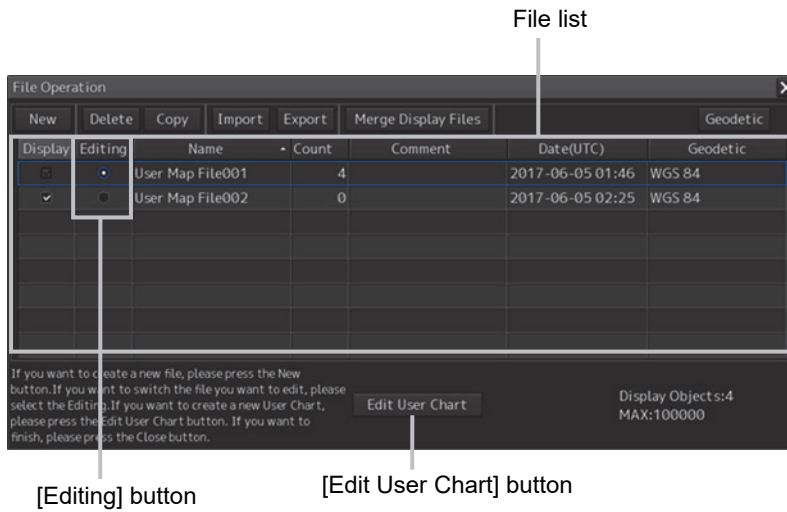 File list
File Operation
New Delete Copy Import Export Merge Display Files Geodetic
Display Editing Name Count Comment Date(UTC) Geodetic
User Map File001 4 2017-06-05 01:46 WGS 84
User Map File002 0 2017-06-05 02:25 WGS 84
If you want to create a new file, please press the New
button.If you want to switch the file you want to edit, please
select the Editing.If you want to create a new User Chart,
please press the Edit User Chart button. If you want to
finish, please press the Close button.
Edit User Chart
Display Objects:4
MAX:100000
[Editing] button
[Edit User Chart] button